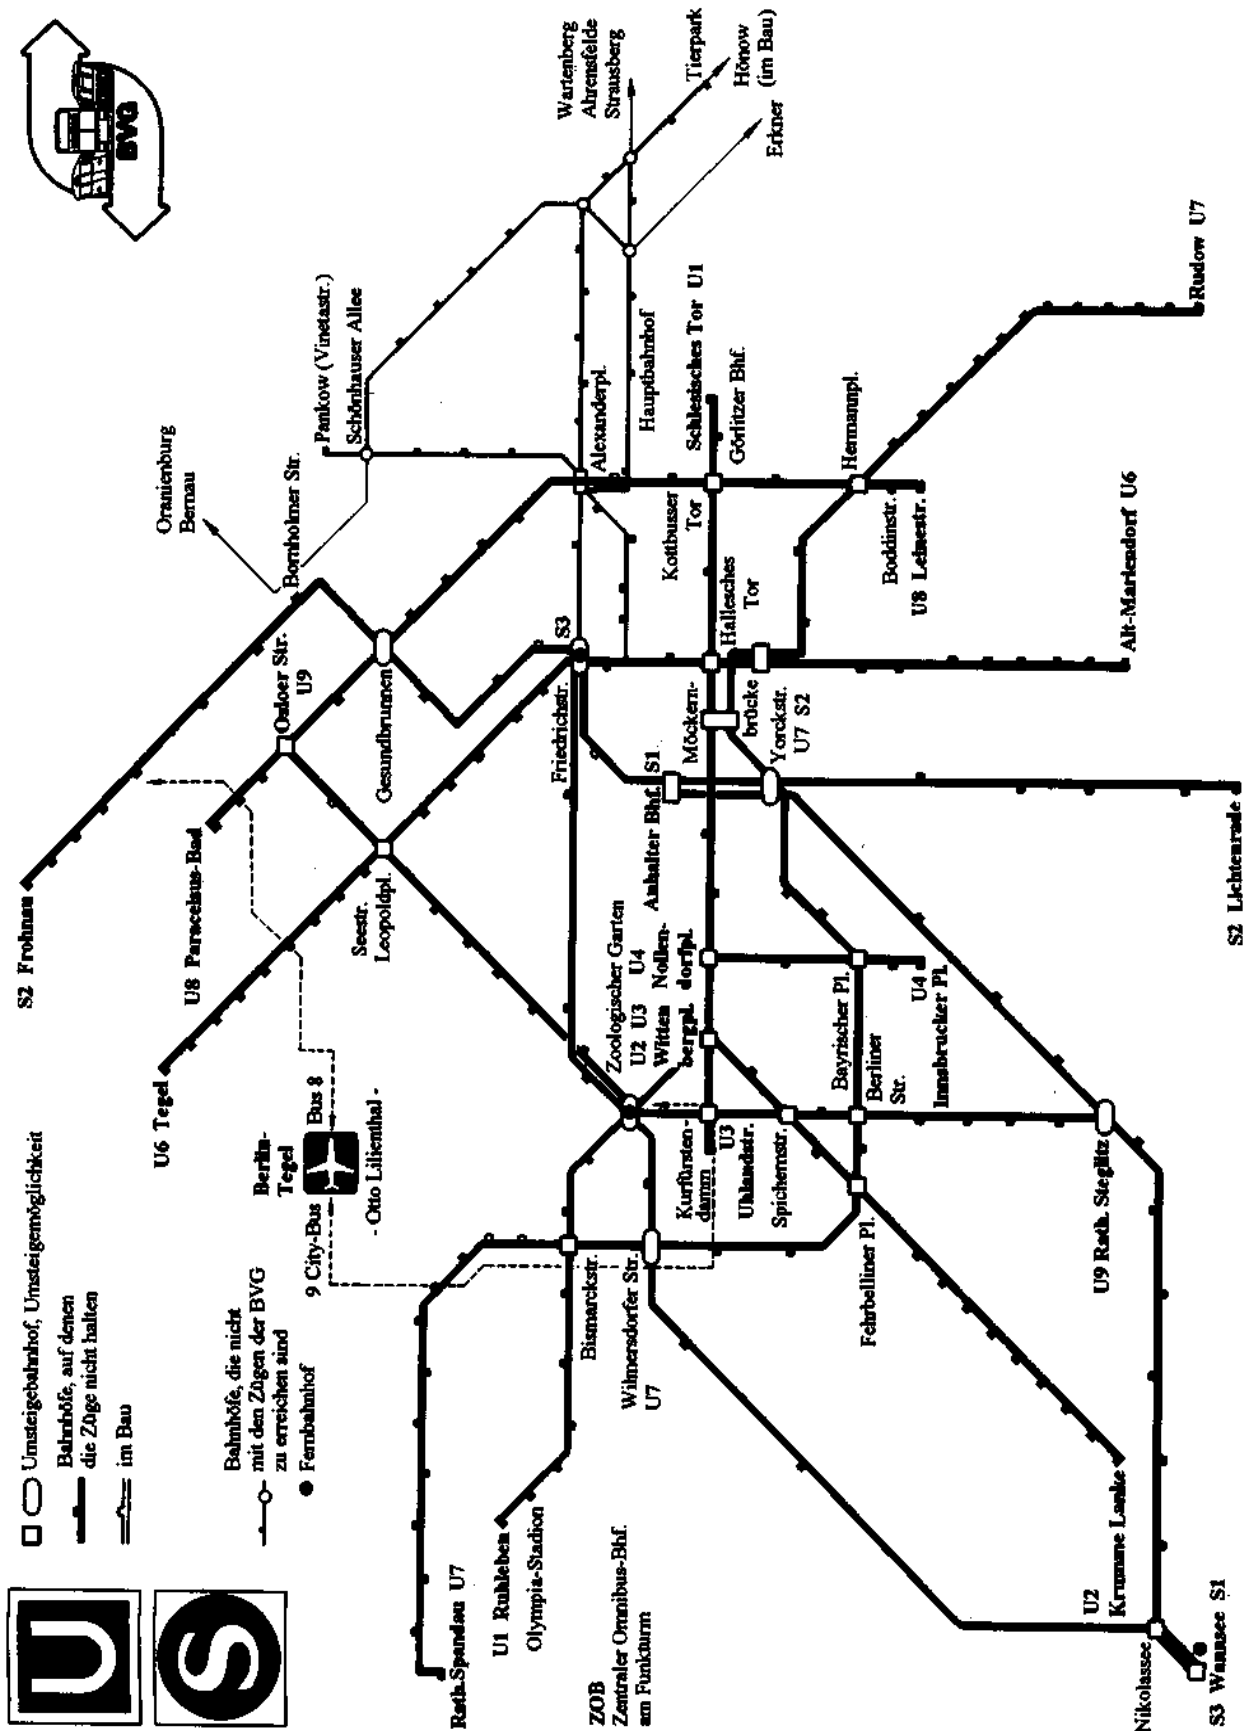 U
S
□ Umsteigebahnhof, Umsteigemöglichkeit
Bahnhöfe, auf denen
die Züge nicht halten
im Bau
Bahnhöfe, die nicht
mit den Zügen der BVG
zu erreichen sind
Fernbahnhof
BVG
S2 Frohnau
U8 Paracelsus-Bad
U6 Tegel
Berlin-
Tegel
9 City-Bus
Bus 8
- Otto Lilienthal -
Oranienburg
Bernau
Bornholmer Str.
Osloer Str.
U9
Pankow (Vinetastr.)
Schönhauser Allee
Seestr.
Leopoldpl.
Gesundbrunnen
Wartenberg
Ahrensfelde
Strausberg
Tierpark
Hönow
(im Bau)
Erkner
Rath.Spandau U7
U1 Ruhleben
Olympia-Stadion
ZOB
Zentraler Omnibus-Bhf.
am Funkturm
Bismarckstr.
Wilmersdorfer Str.
U7
Zoologischer Garten
U2 U3 U4
Witten
bergpl.
Nollen-
dorfpl.
Friedrichstr.
S3
Alexanderpl.
Hauptbahnhof
Anhalter Bhf. S1
Kurfürsten-
damm
U3
Uhlandstr.
Spichernstr.
Möckern-
brücke
Hallesches
Tor
Kottbusser
Tor
Schlesisches Tor U1
Görlitzer Bhf.
Yorckstr.
U7 S2
Fehrbelliner Pl.
Bayrischer Pl.
Berliner
Str.
U4
Innsbrucker Pl.
Hermannpl.
Boddinstr.
U8 Leinestr.
U9 Rath. Steglitz
U2
Krumme Lanke
Nikolassee
S3 Wannsee S1
S2 Lichtenrade
Alt-Mariendorf U6
Rudow U7